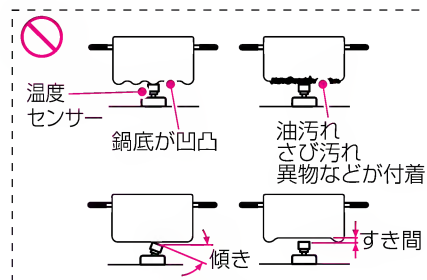 温度
センサー
鍋底が凹凸
油汚れ
さび汚れ
異物などが付着
傾き
すき間